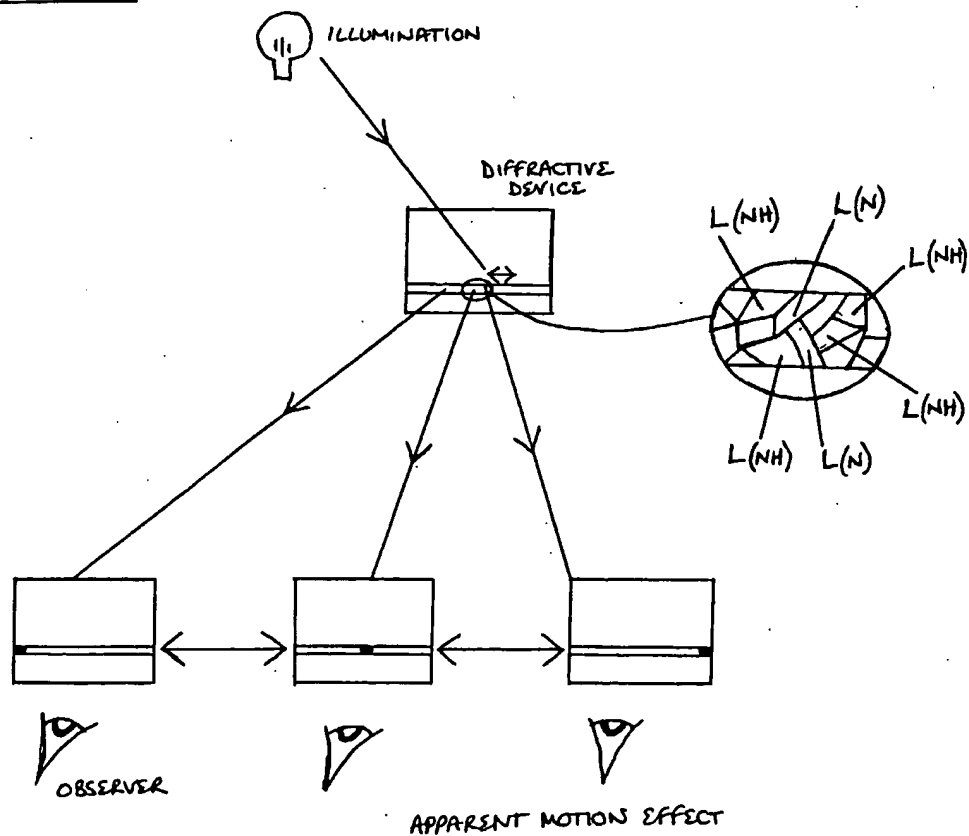 ILLUMINATION
DIFFRACTIVE
DEVICE
L(NH)
L(N)
L(NH)
L(NH)
L(NH)
L(N)
OBSERVER
APPARENT MOTION EFFECT